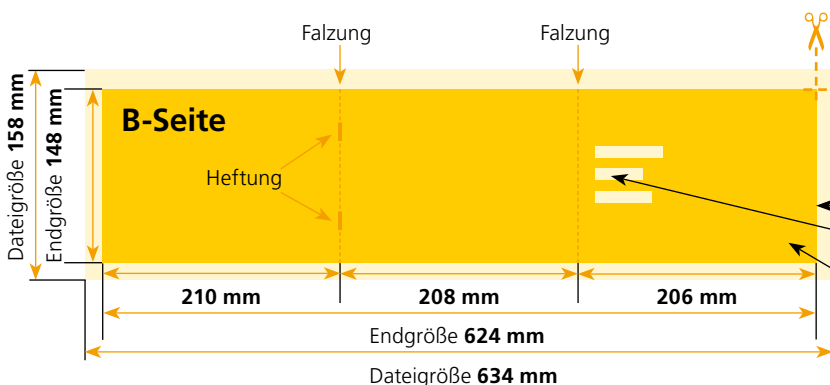 Falzung
Falzung
Dateigröße 158 mm
Endgröße 148 mm
B-Seite
Heftung
210 mm
208 mm
206 mm
Endgröße 624 mm
Dateigröße 634 mm